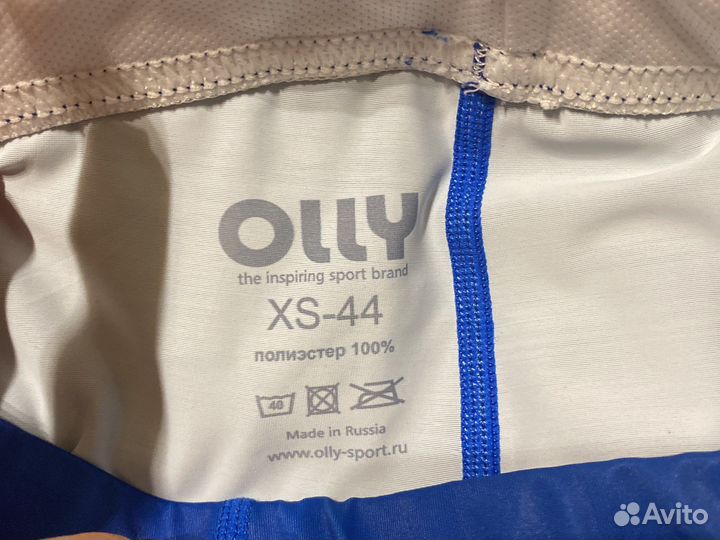 OLLY
the inspiring sport brand
XS-44
полиэстер 100%
40
Made in Russia
www.olly-sport.ru
Avito